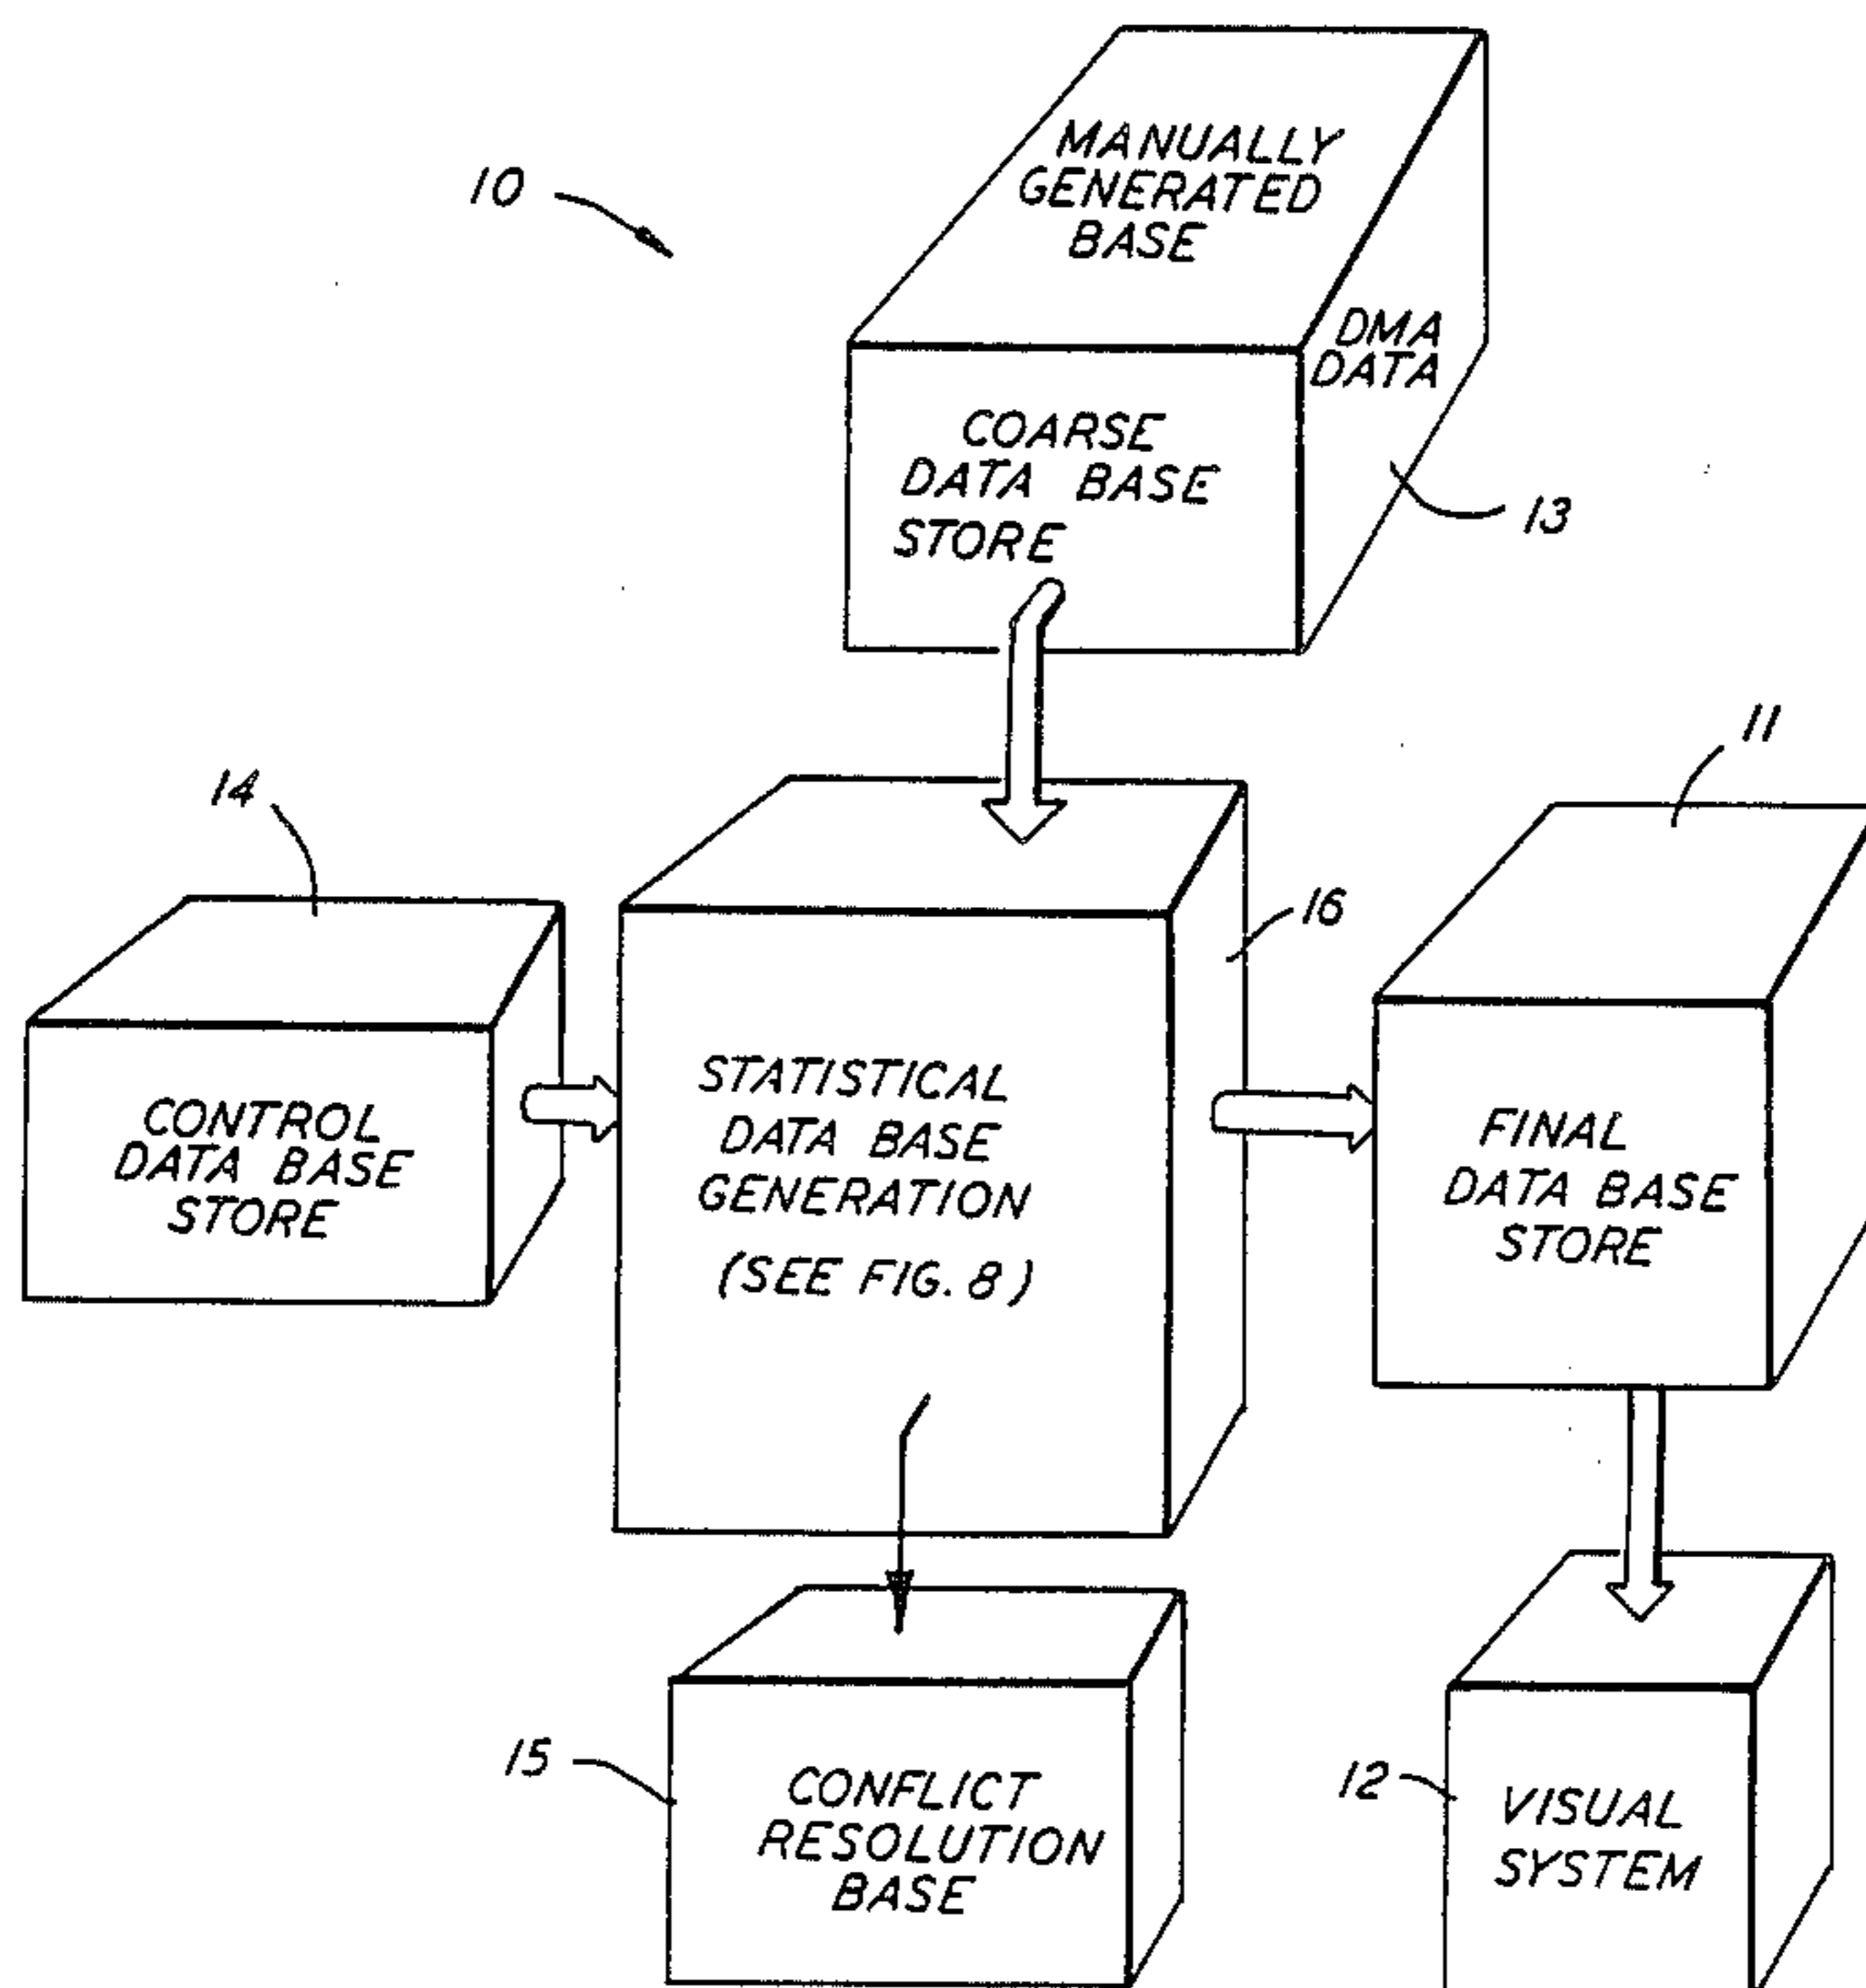 10
MANUALLY
GENERATED
BASE
DMA
DATA
COARSE
DATA BASE
STORE
13
14
11
16
CONTROL
DATA BASE
STORE
STATISTICAL
DATA BASE
GENERATION
(SEE FIG. 8)
FINAL
DATA BASE
STORE
15
CONFLICT
RESOLUTION
BASE
12
VISUAL
SYSTEM